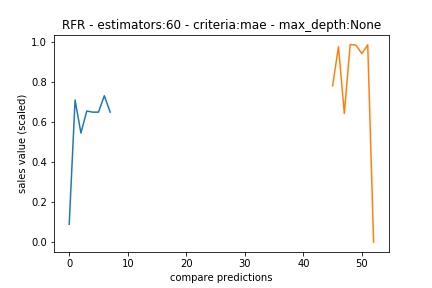 RFR - estimators:60 - criteria:mae - max_depth:None
sales value (scaled)
1.0
0.8
0.6
0.4
0.2
0.0
0 10 20 30 40 50
compare predictions